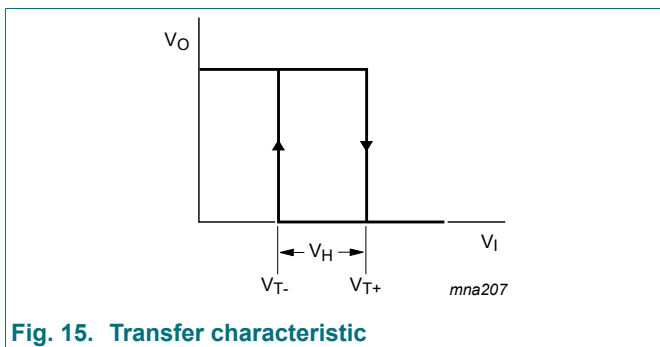 VO
VI
VH
VT-
VT+
mna207
Fig. 15. Transfer characteristic